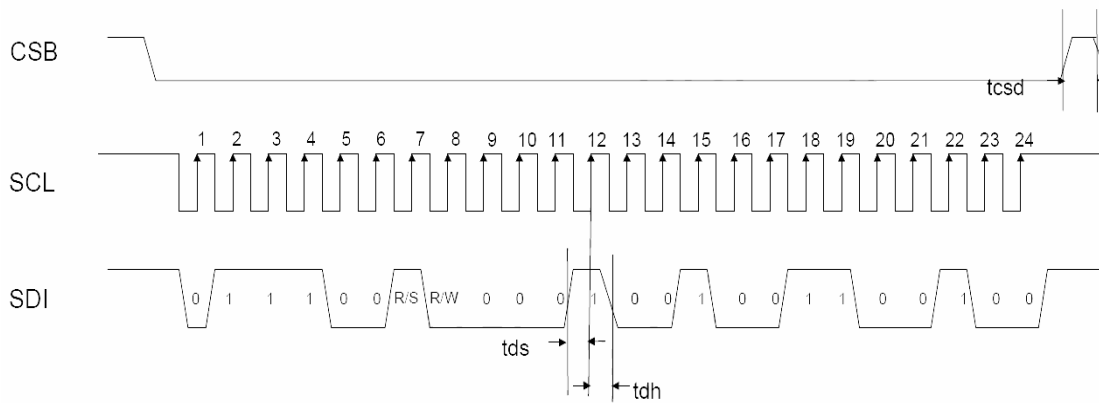 CSB
tcsd
1 2 3 4 5 6 7 8 9 10 11 12 13 14 15 16 17 18 19 20 21 22 23 24
SCL
SDI 0 1 1 1 0 0 R/S R/W 0 0 0 1 0 0 1 0 0 1 1 0 0 1 0 0
tds
tdh